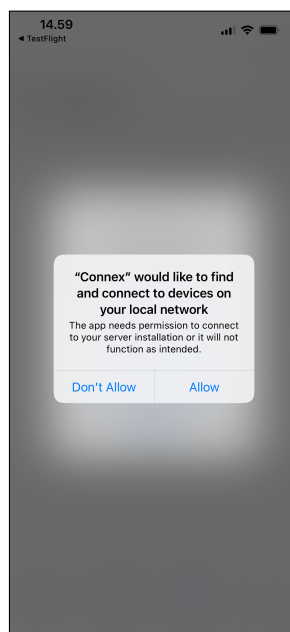 14.59
◀ TestFlight
“Connex” would like to find
and connect to devices on
your local network
The app needs permission to connect
to your server installation or it will not
function as intended.
Don’t Allow
Allow